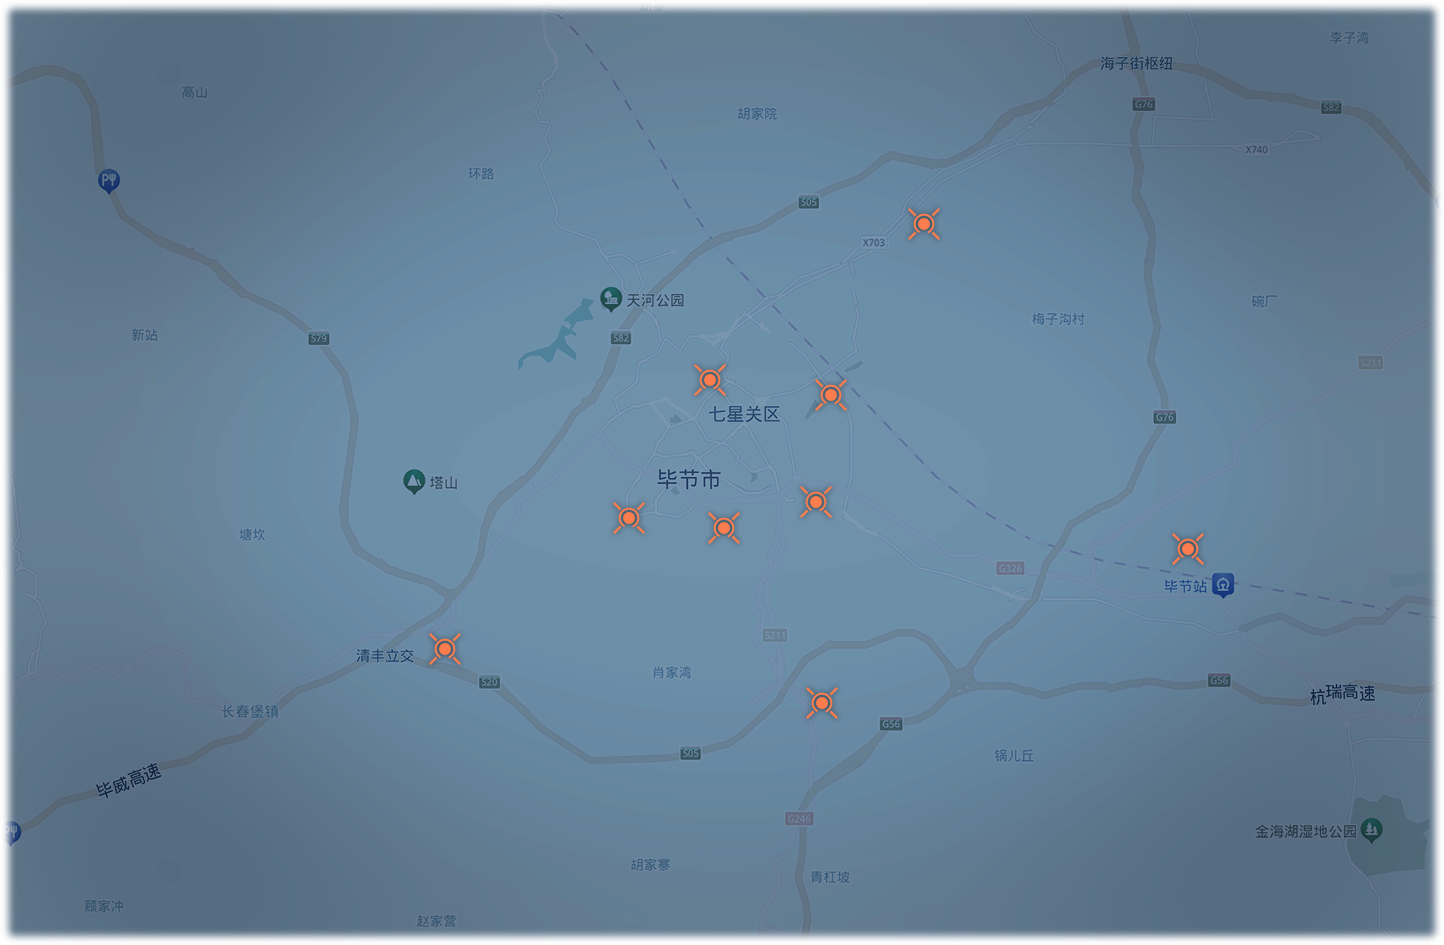 李子湾
海子街枢纽
高山
G76
S82
胡家院
X740
环路
S05
X703
天河公园
碗厂
梅子沟村
新站
S79
S82
S211
七星关区
G76
毕节市
塔山
塘坎
G326
毕节站
S211
清丰立交
肖家湾
S20
G56
杭瑞高速
长春堡镇
G56
S05
锅儿丘
毕威高速
G246
金海湖湿地公园
胡家寨
青杠坡
顾家冲
赵家营